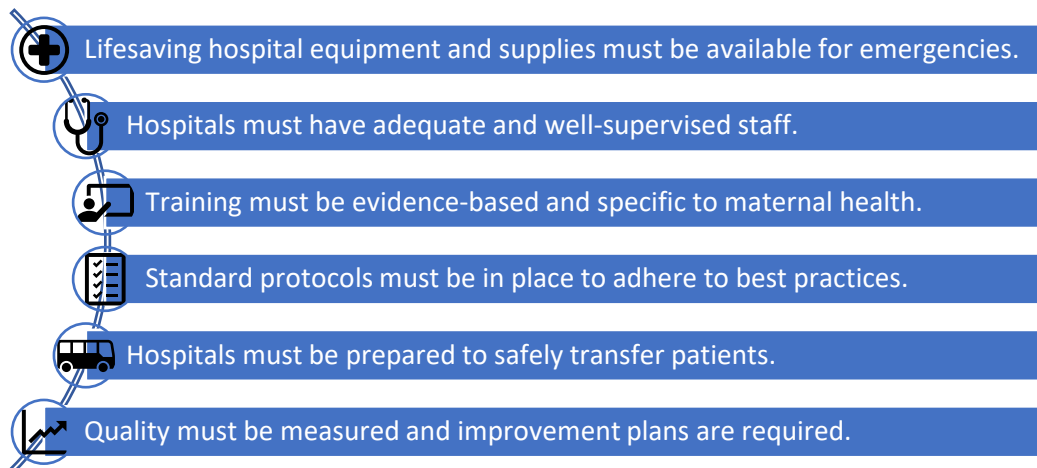 Lifesaving hospital equipment and supplies must be available for emergencies.
Hospitals must have adequate and well-supervised staff.
Training must be evidence-based and specific to maternal health.
Standard protocols must be in place to adhere to best practices.
Hospitals must be prepared to safely transfer patients.
Quality must be measured and improvement plans are required.